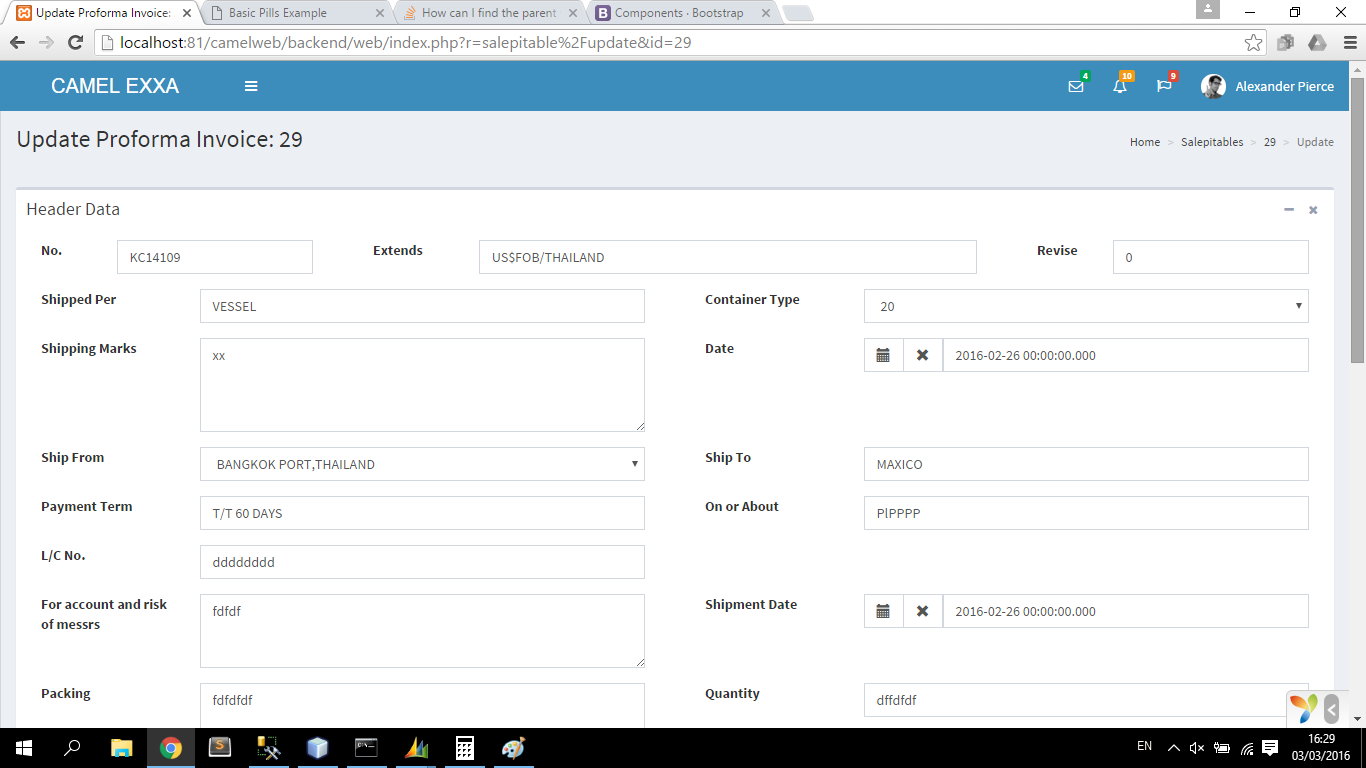 Update Proforma Invoice:
Basic Pills Example
How can I find the parent
Components · Bootstrap
localhost:81/camelweb/backend/web/index.php?r=salepitable%2Fupdate&id=29
CAMEL EXXA
4
10
9
Alexander Pierce
Update Proforma Invoice: 29
Home > Salepitables > 29 > Update
Header Data
No. KC14109 Extends US$FOB/THAILAND Revise 0
Shipped Per VESSEL Container Type 20
Shipping Marks xx Date 2016-02-26 00:00:00.000
Ship From BANGKOK PORT,THAILAND Ship To MAXICO
Payment Term T/T 60 DAYS On or About PlPPPP
L/C No. dddddddd
For account and risk
of messrs
fdfdf
Shipment Date 2016-02-26 00:00:00.000
Packing fdfdfdf Quantity dffdfdf
EN
16:29
03/03/2016